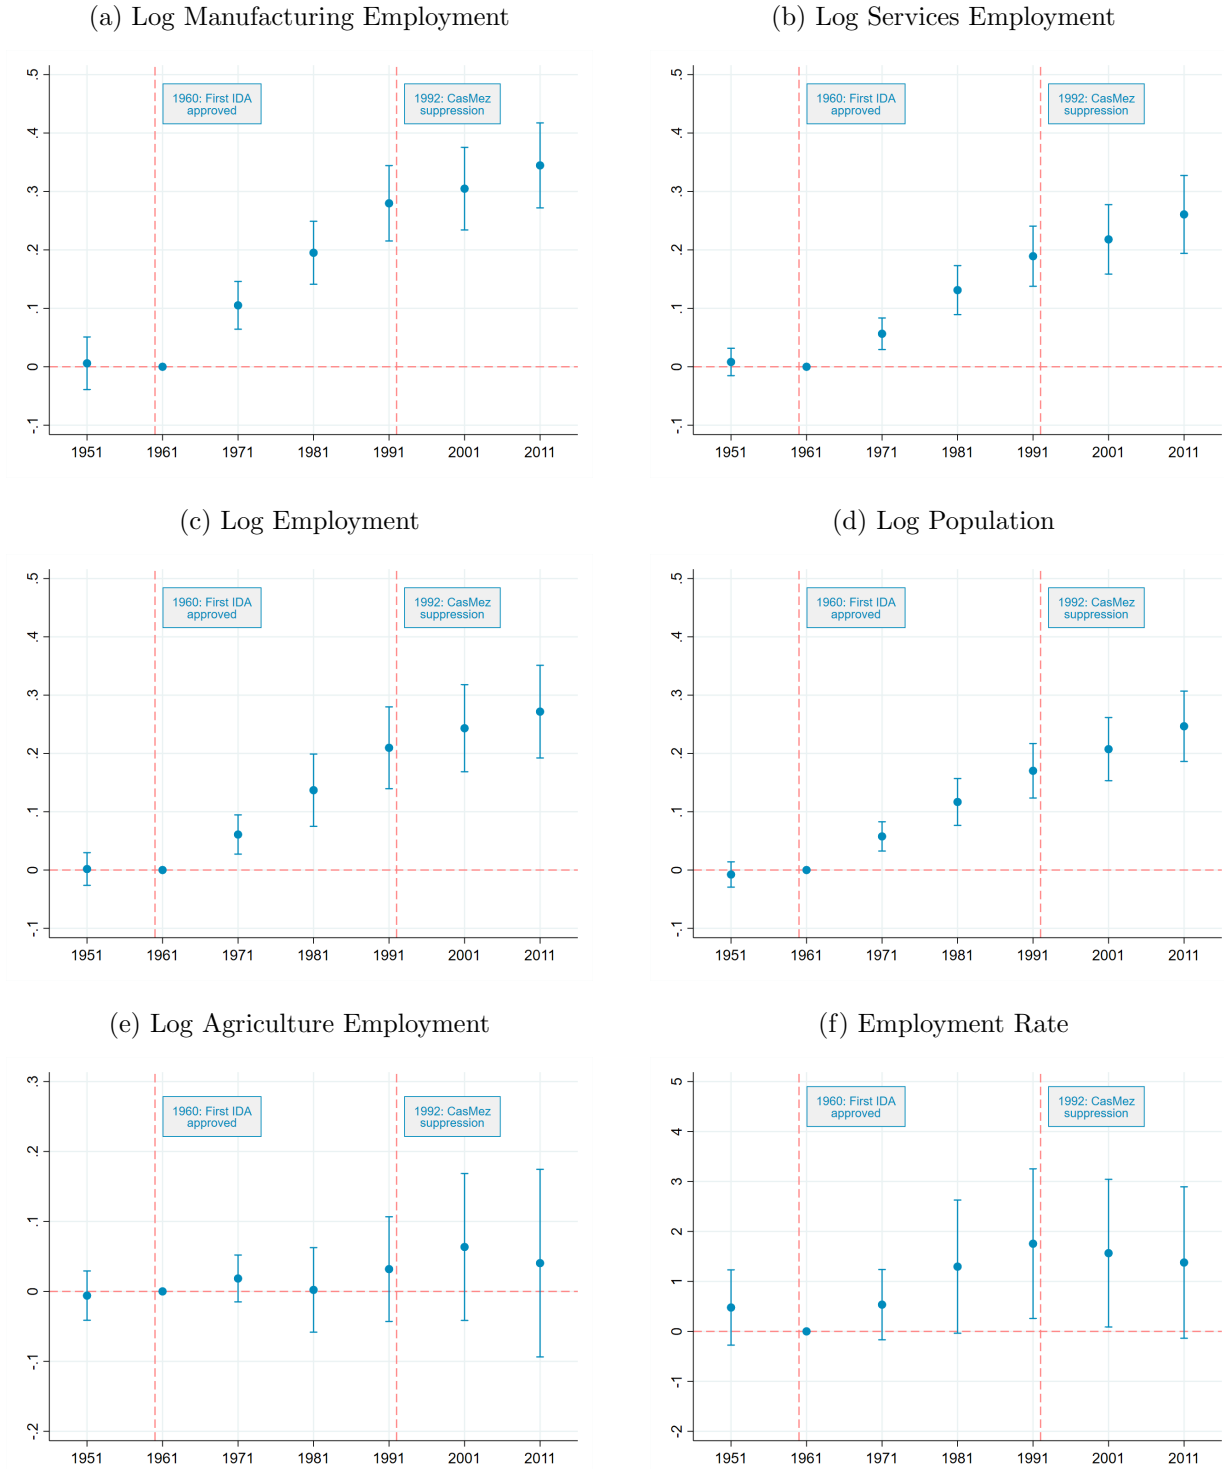 (a) Log Manufacturing Employment
.5
.4
.3
.2
.1
0
-.1
1960: First IDA
approved
1992: CasMez
suppression
1951 1961 1971 1981 1991 2001 2011
(b) Log Services Employment
.5
.4
.3
.2
.1
0
-.1
1960: First IDA
approved
1992: CasMez
suppression
1951 1961 1971 1981 1991 2001 2011
(c) Log Employment
.5
.4
.3
.2
.1
0
-.1
1960: First IDA
approved
1992: CasMez
suppression
1951 1961 1971 1981 1991 2001 2011
(d) Log Population
.5
.4
.3
.2
.1
0
-.1
1960: First IDA
approved
1992: CasMez
suppression
1951 1961 1971 1981 1991 2001 2011
(e) Log Agriculture Employment
.3
.2
.1
0
-.1
-.2
1960: First IDA
approved
1992: CasMez
suppression
1951 1961 1971 1981 1991 2001 2011
(f) Employment Rate
5
4
3
2
1
0
-1
-2
1960: First IDA
approved
1992: CasMez
suppression
1951 1961 1971 1981 1991 2001 2011